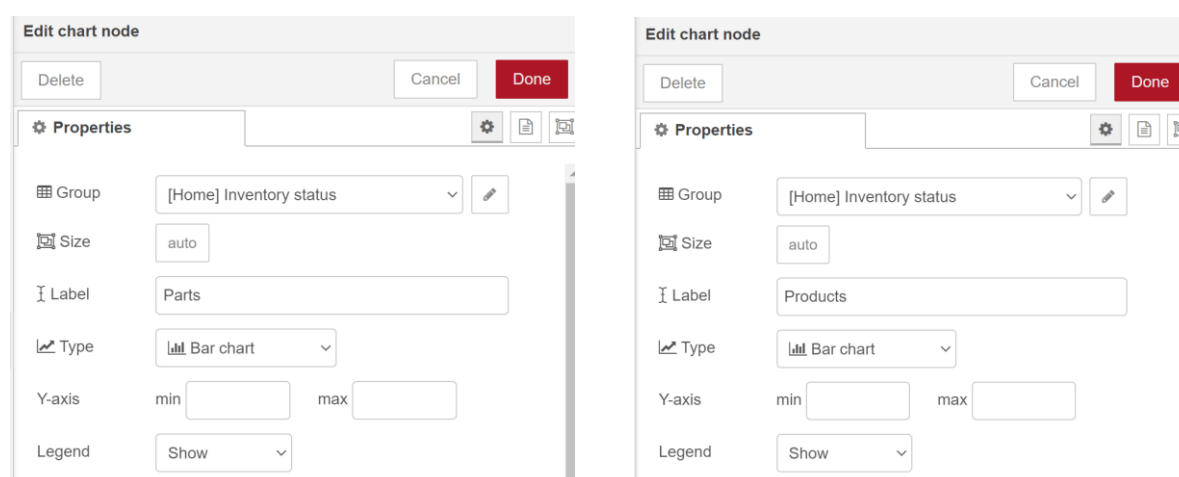 Edit chart node
Delete Cancel Done
Properties
Group [Home] Inventory status
Size auto
Label Parts
Type Bar chart
Y-axis min max
Legend Show
Edit chart node
Delete Cancel Done
Properties
Group [Home] Inventory status
Size auto
Label Products
Type Bar chart
Y-axis min max
Legend Show